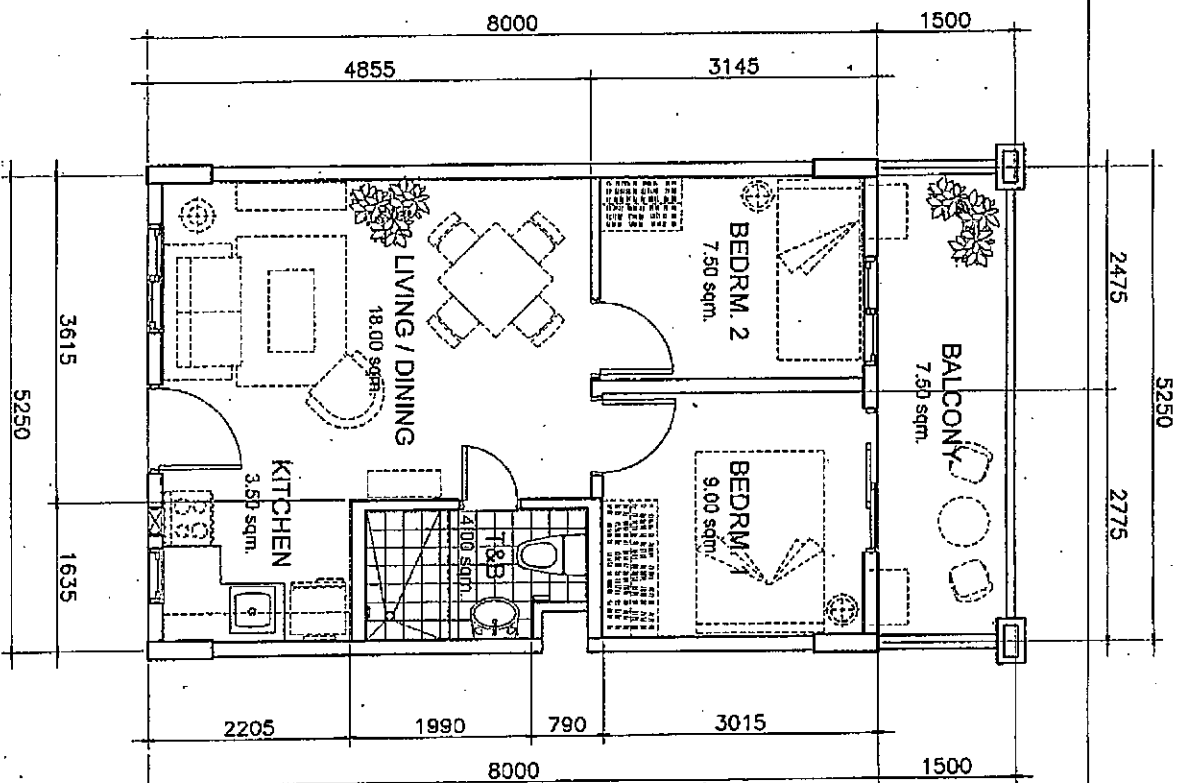 8000
1500
4855
3145
BEDRM. 2
7.50 sqm.
LIVING / DINING
18.00 sqm.
BALCONY
7.50 sqm.
KITCHEN
3.50 sqm.
T&B
4.00 sqm.
BEDRM. 1
9.00 sqm.
3615
1635
5250
2475
2775
5250
2205
1990
790
3015
8000
1500